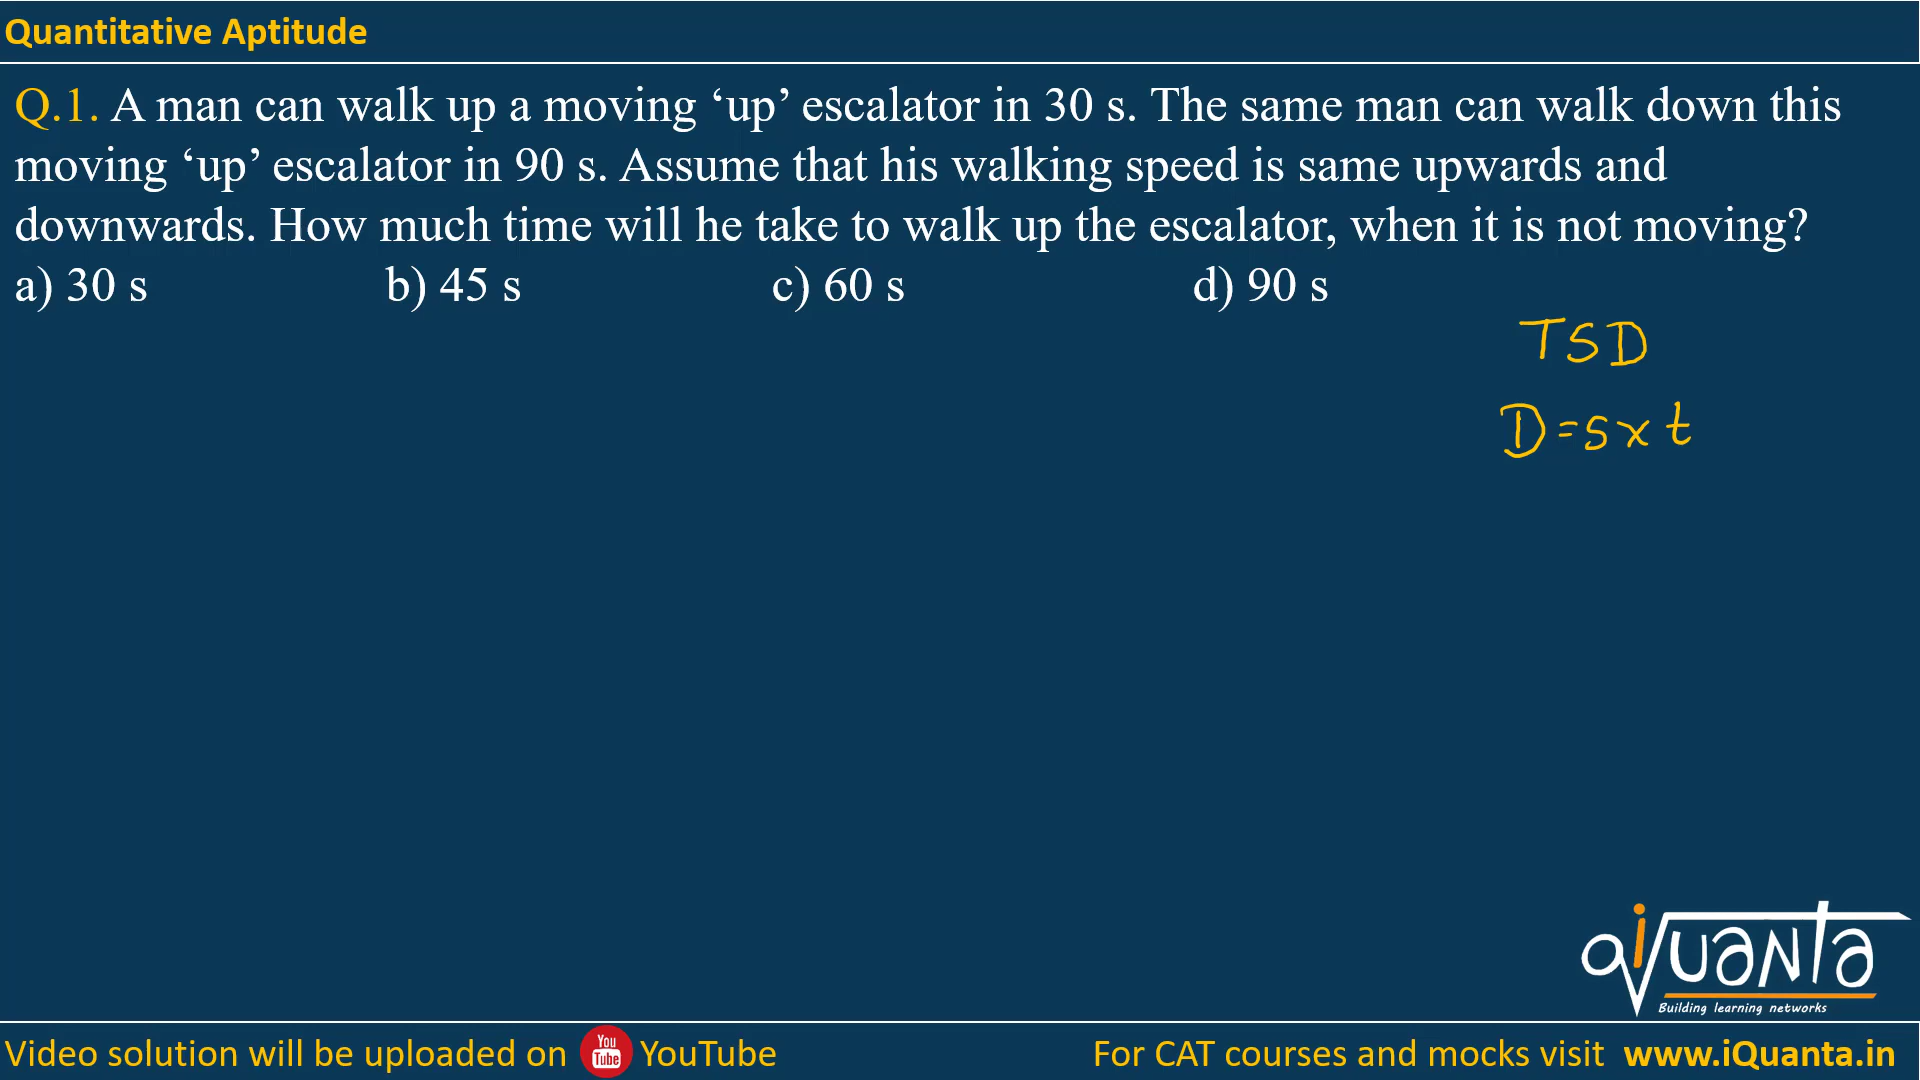 Quantitative Aptitude
Q.1. A man can walk up a moving ‘up’ escalator in 30 s. The same man can walk down this
moving ‘up’ escalator in 90 s. Assume that his walking speed is same upwards and
downwards. How much time will he take to walk up the escalator, when it is not moving?
a) 30 s b) 45 s c) 60 s d) 90 s
TSD
D = s x t
iQuanta
Building learning networks
Video solution will be uploaded on You Tube YouTube For CAT courses and mocks visit www.iQuanta.in